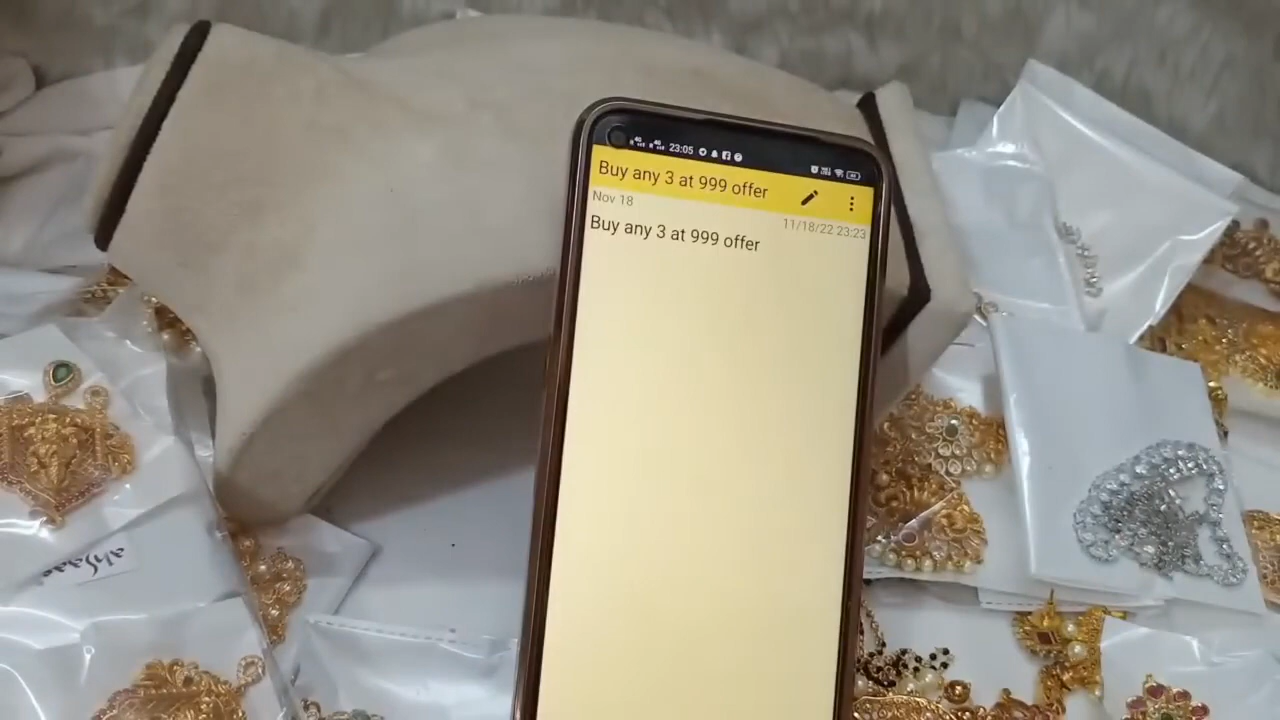 23:05
Buy any 3 at 999 offer
Nov 18
11/18/22 23:23
Buy any 3 at 999 offer